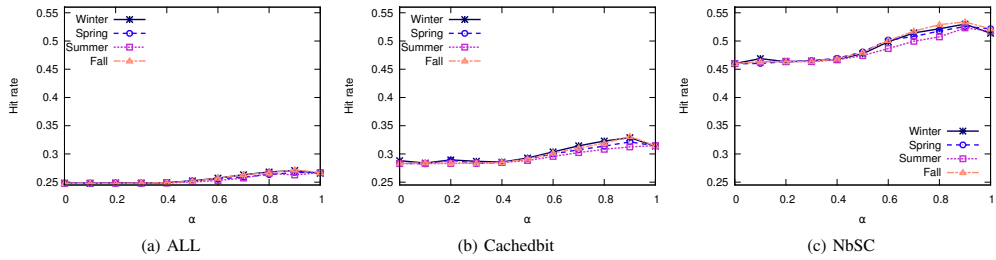 0.55
0.5
0.45
0.4
0.35
0.3
0.25
Hit rate
Winter
Spring
Summer
Fall
0 0.2 0.4 0.6 0.8 1
α
(a) ALL
0.55
0.5
0.45
0.4
0.35
0.3
0.25
Hit rate
Winter
Spring
Summer
Fall
0 0.2 0.4 0.6 0.8 1
α
(b) Cachedbit
0.55
0.5
0.45
0.4
0.35
0.3
0.25
Hit rate
Winter
Spring
Summer
Fall
0 0.2 0.4 0.6 0.8 1
α
(c) NbSC